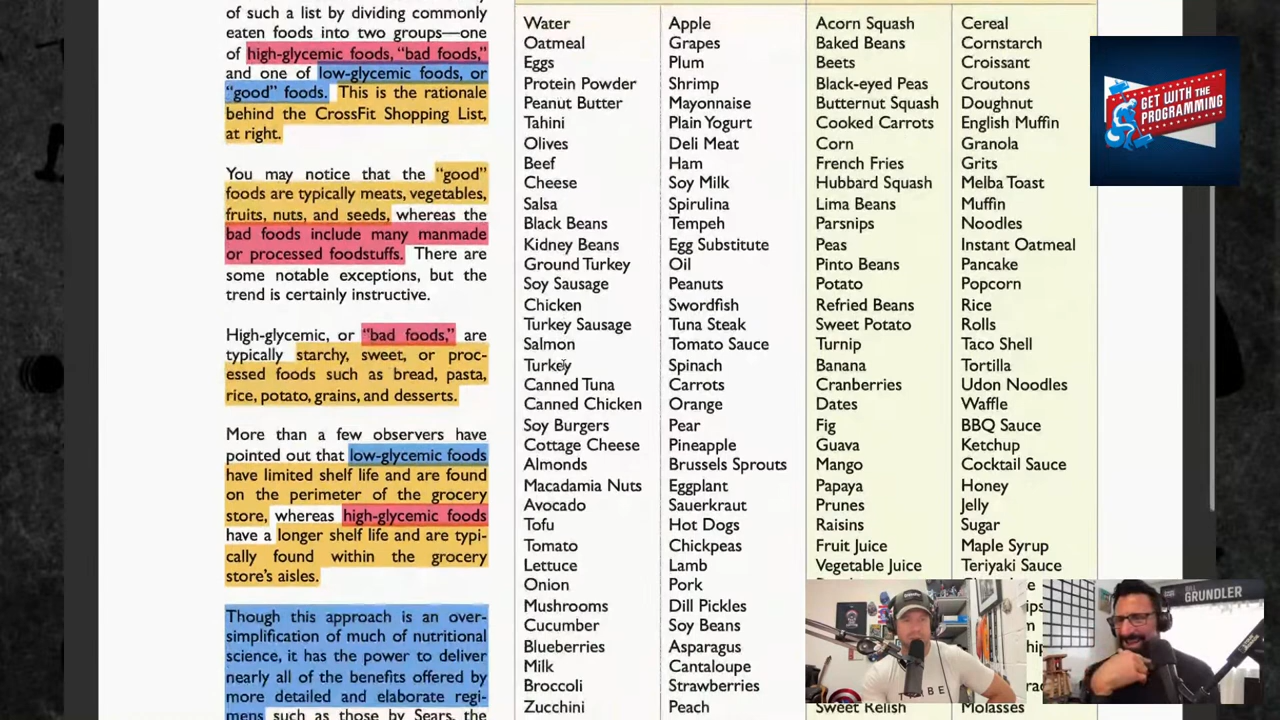 of such a list by dividing commonly
eaten foods into two groups—one
of high-glycemic foods, “bad foods,”
and one of low-glycemic foods, or
“good” foods. This is the rationale
behind the CrossFit Shopping List,
at right.
You may notice that the “good”
foods are typically meats, vegetables,
fruits, nuts, and seeds, whereas the
bad foods include many manmade
or processed foodstuffs. There are
some notable exceptions, but the
trend is certainly instructive.
High-glycemic, or “bad foods,” are
typically starchy, sweet, or proc-
essed foods such as bread, pasta,
rice, potato, grains, and desserts.
More than a few observers have
pointed out that low-glycemic foods
have limited shelf life and are found
on the perimeter of the grocery
store, whereas high-glycemic foods
have a longer shelf life and are typi-
cally found within the grocery
store’s aisles.
Though this approach is an over-
simplification of much of nutritional
science, it has the power to deliver
nearly all of the benefits offered by
more detailed and elaborate regi-
mens such as those by Sears, the
Water
Oatmeal
Eggs
Protein Powder
Peanut Butter
Tahini
Olives
Beef
Cheese
Salsa
Black Beans
Kidney Beans
Ground Turkey
Soy Sausage
Chicken
Turkey Sausage
Salmon
Turkey
Canned Tuna
Canned Chicken
Soy Burgers
Cottage Cheese
Almonds
Macadamia Nuts
Avocado
Tofu
Tomato
Lettuce
Onion
Mushrooms
Cucumber
Blueberries
Milk
Broccoli
Zucchini
Apple
Grapes
Plum
Shrimp
Mayonnaise
Plain Yogurt
Deli Meat
Ham
Soy Milk
Spirulina
Tempeh
Egg Substitute
Oil
Peanuts
Swordfish
Tuna Steak
Tomato Sauce
Spinach
Carrots
Orange
Pear
Pineapple
Brussels Sprouts
Eggplant
Sauerkraut
Hot Dogs
Chickpeas
Lamb
Pork
Dill Pickles
Soy Beans
Asparagus
Cantaloupe
Strawberries
Peach
Acorn Squash
Baked Beans
Beets
Black-eyed Peas
Butternut Squash
Cooked Carrots
Corn
French Fries
Hubbard Squash
Lima Beans
Parsnips
Peas
Pinto Beans
Potato
Refried Beans
Sweet Potato
Turnip
Banana
Cranberries
Dates
Fig
Guava
Mango
Papaya
Prunes
Raisins
Fruit Juice
Vegetable Juice
Sweet Relish
Cereal
Cornstarch
Croissant
Croutons
Doughnut
English Muffin
Granola
Grits
Melba Toast
Muffin
Noodles
Instant Oatmeal
Pancake
Popcorn
Rice
Rolls
Taco Shell
Tortilla
Udon Noodles
Waffle
BBQ Sauce
Ketchup
Cocktail Sauce
Honey
Jelly
Sugar
Maple Syrup
Teriyaki Sauce
Molasses
GET WITH THE
PROGRAMMING
GRUNDLER